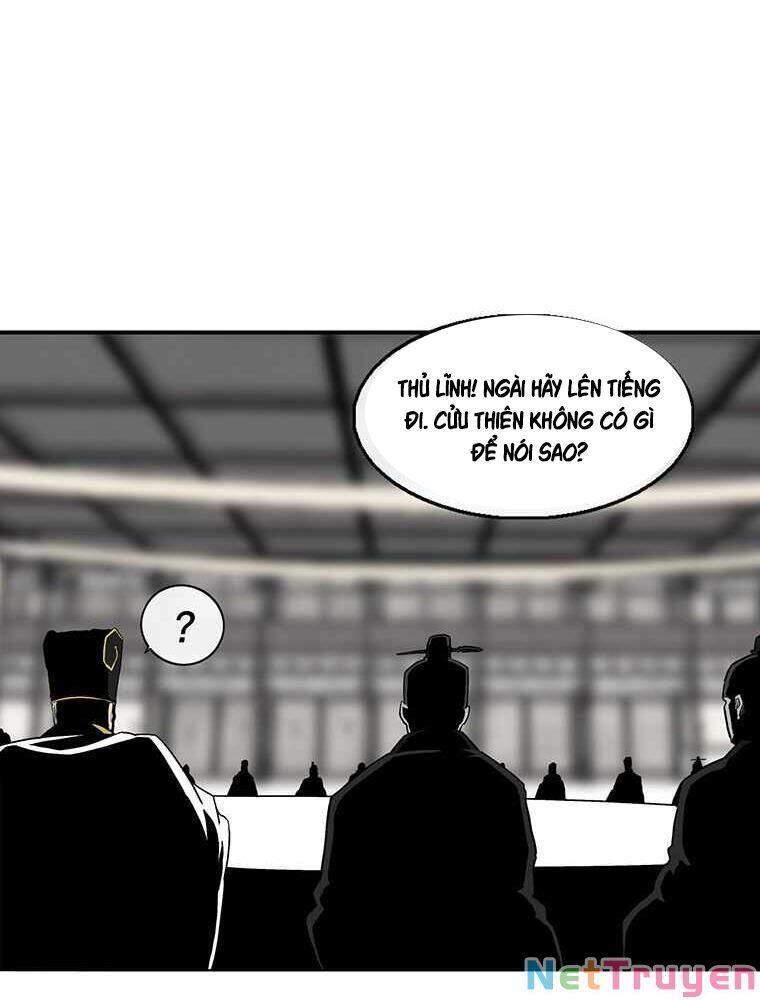 THỦ LĨNH! NGÀI HÃY LÊN TIẾNG
ĐI. CỬU THIÊN KHÔNG CÓ GÌ
ĐỂ NÓI SAO?
?
NetTruyen